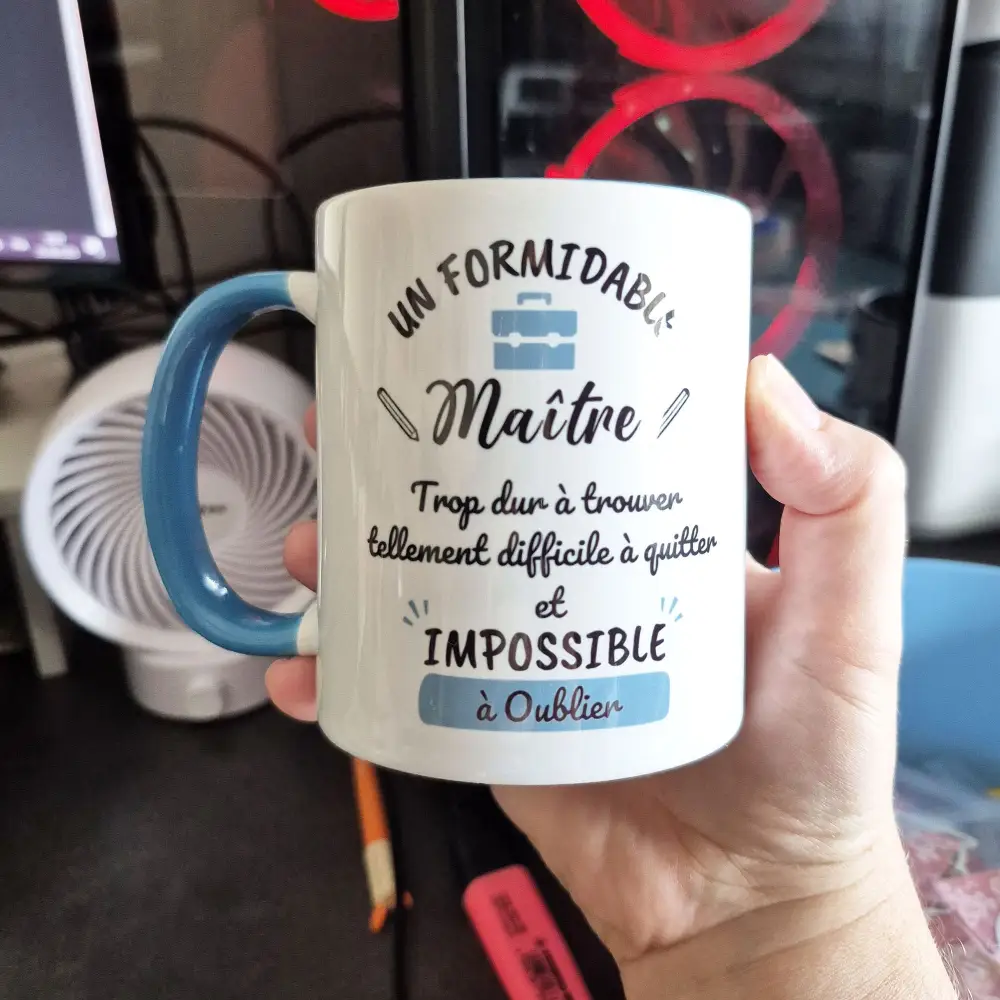 UN FORMIDABLE
Maître
Trop dur à trouver
tellement difficile à quitter
et
IMPOSSIBLE
à Oublier